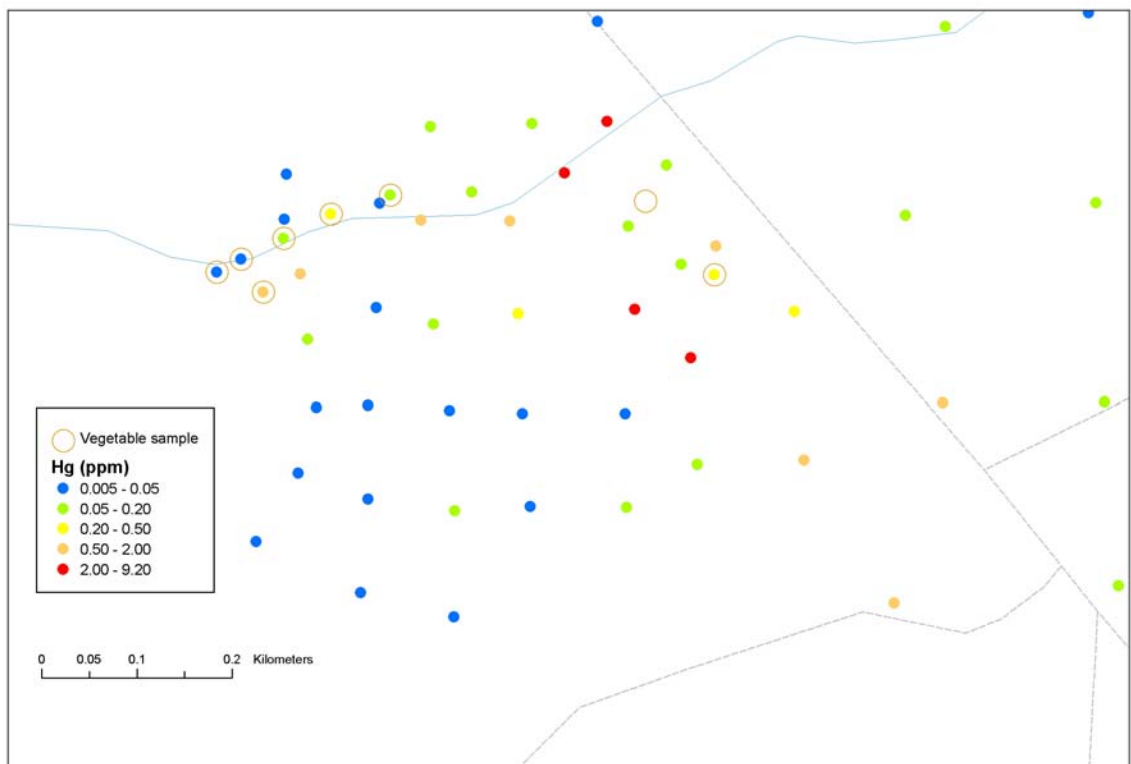 Vegetable sample
Hg (ppm)
0.005 - 0.05
0.05 - 0.20
0.20 - 0.50
0.50 - 2.00
2.00 - 9.20
0 0.05 0.1 0.2 Kilometers